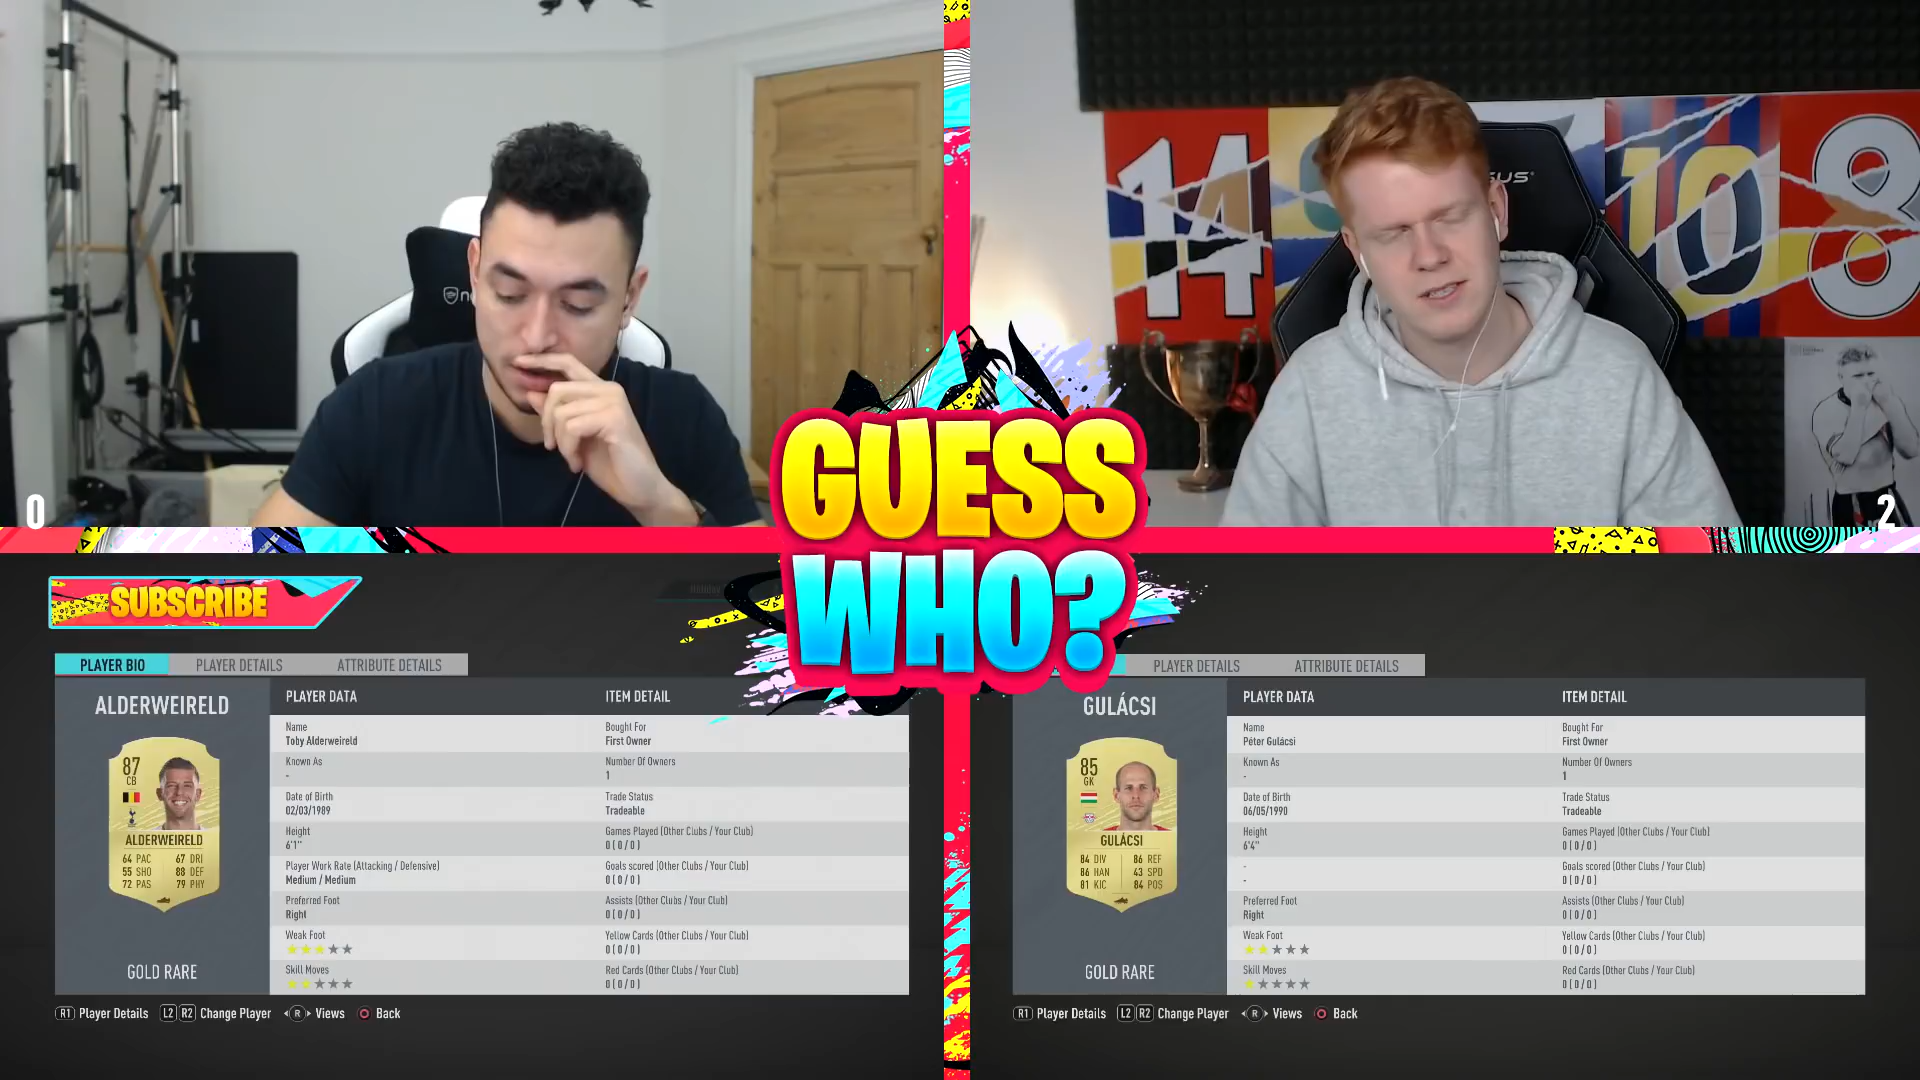 14
9
10
8
SUS
0
2
GUESS
WHO?
SUBSCRIBE
PLAYER BIO
PLAYER DETAILS
ATTRIBUTE DETAILS
ALDERWEIRELD
87
CB
ALDERWEIRELD
64 PAC 67 DRI
55 SHO 88 DEF
72 PAS 79 PHY
GOLD RARE
PLAYER DATA
ITEM DETAIL
Name
Toby Alderweireld
Bought For
First Owner
Known As
-
Number Of Owners
1
Date of Birth
02/03/1989
Trade Status
Tradeable
Height
6'1"
Games Played (Other Clubs / Your Club)
0 ( 0 / 0 )
Player Work Rate (Attacking / Defensive)
Medium / Medium
Goals scored (Other Clubs / Your Club)
0 ( 0 / 0 )
Preferred Foot
Right
Assists (Other Clubs / Your Club)
0 ( 0 / 0 )
Weak Foot
Yellow Cards (Other Clubs / Your Club)
0 ( 0 / 0 )
Skill Moves
Red Cards (Other Clubs / Your Club)
0 ( 0 / 0 )
R1 Player Details L2 R2 Change Player R Views Back
PLAYER DETAILS
ATTRIBUTE DETAILS
GULÁCSI
85
GK
GULÁCSI
84 DIV 86 REF
86 HAN 43 SPD
81 KIC 84 POS
GOLD RARE
PLAYER DATA
ITEM DETAIL
Name
Péter Gulácsi
Bought For
First Owner
Known As
-
Number Of Owners
1
Date of Birth
06/05/1990
Trade Status
Tradeable
Height
6'4"
Games Played (Other Clubs / Your Club)
0 ( 0 / 0 )
-
-
Goals scored (Other Clubs / Your Club)
0 ( 0 / 0 )
Preferred Foot
Right
Assists (Other Clubs / Your Club)
0 ( 0 / 0 )
Weak Foot
Yellow Cards (Other Clubs / Your Club)
0 ( 0 / 0 )
Skill Moves
Red Cards (Other Clubs / Your Club)
0 ( 0 / 0 )
R1 Player Details L2 R2 Change Player R Views Back